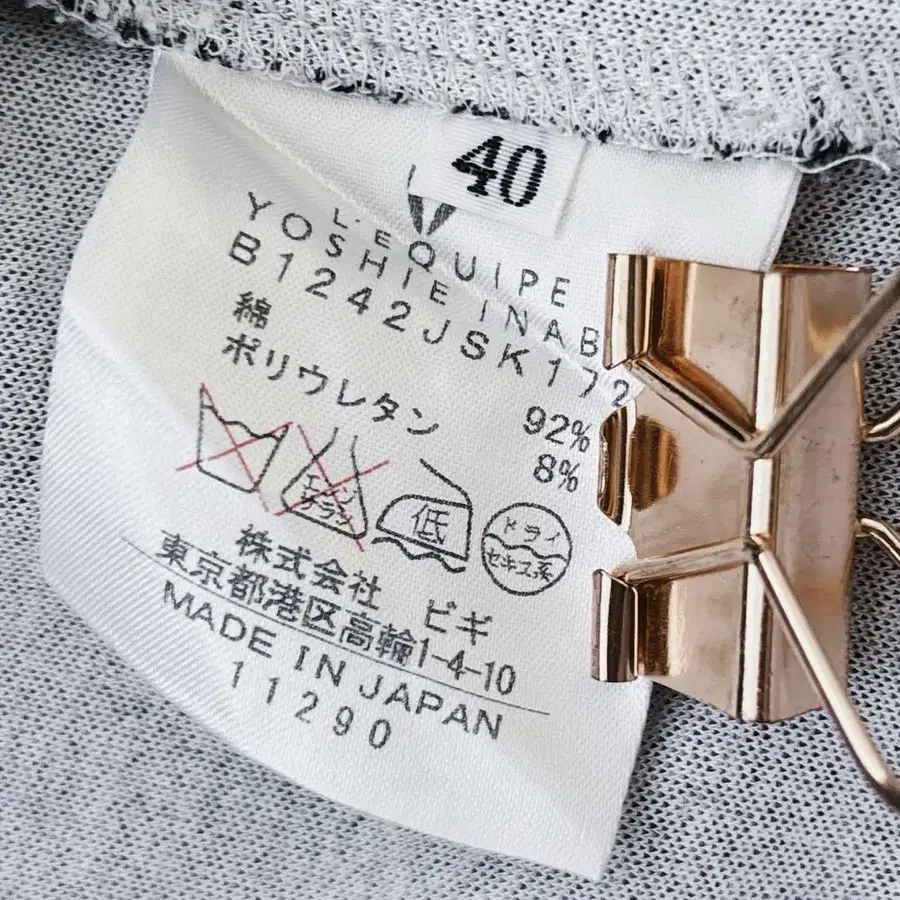 40
L'EQUIPE
YOSHIE INAB
B1242JSK172
綿 92%
ポリウレタン 8%
エンソ
サラシ
低
ドライ
セキユ系
株式会社 ビギ
東京都港区高輪1-4-10
MADE IN JAPAN
11290